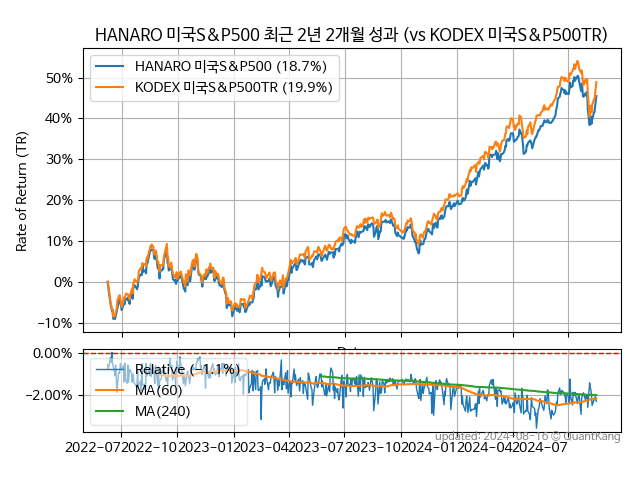 HANARO 미국S&P500 최근 2년 2개월 성과 (vs KODEX 미국S&P500TR)
HANARO 미국S&P500 (18.7%)
KODEX 미국S&P500TR (19.9%)
Rate of Return (TR)
50%
40%
30%
20%
10%
0%
−10%
0.00%
−2.00%
Relative (−1.1%)
MA(60)
MA(240)
2022-07 2022-10 2023-01 2023-04 2023-07 2023-10 2024-01 2024-04 2024-07
updated: 2024-08-16 © QuantKang